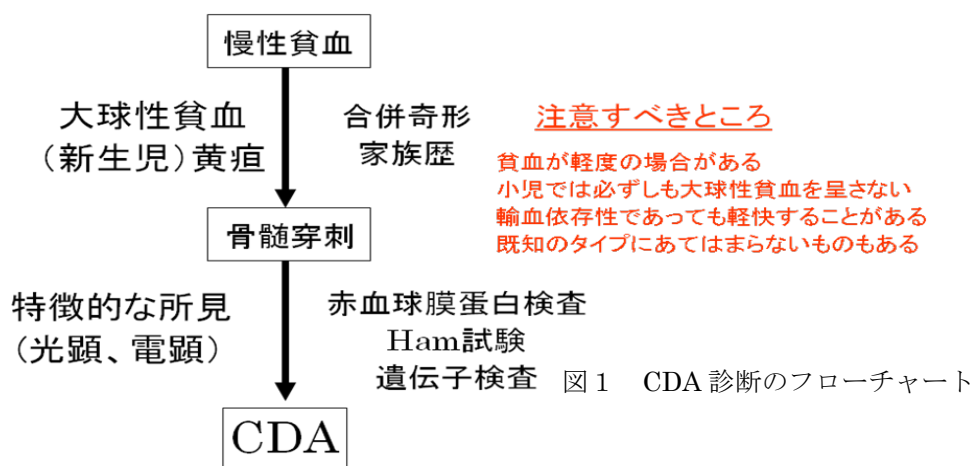 慢性貧血
大球性貧血
(新生児)黄疸
合併奇形
家族歴
注意すべきところ
貧血が軽度の場合がある
小児では必ずしも大球性貧血を呈さない
輸血依存性であっても軽快することがある
既知のタイプにあてはまらないものもある
骨髄穿刺
特徴的な所見
(光顕、電顕)
赤血球膜蛋白検査
Ham試験
遺伝子検査
図1 CDA診断のフローチャート
CDA